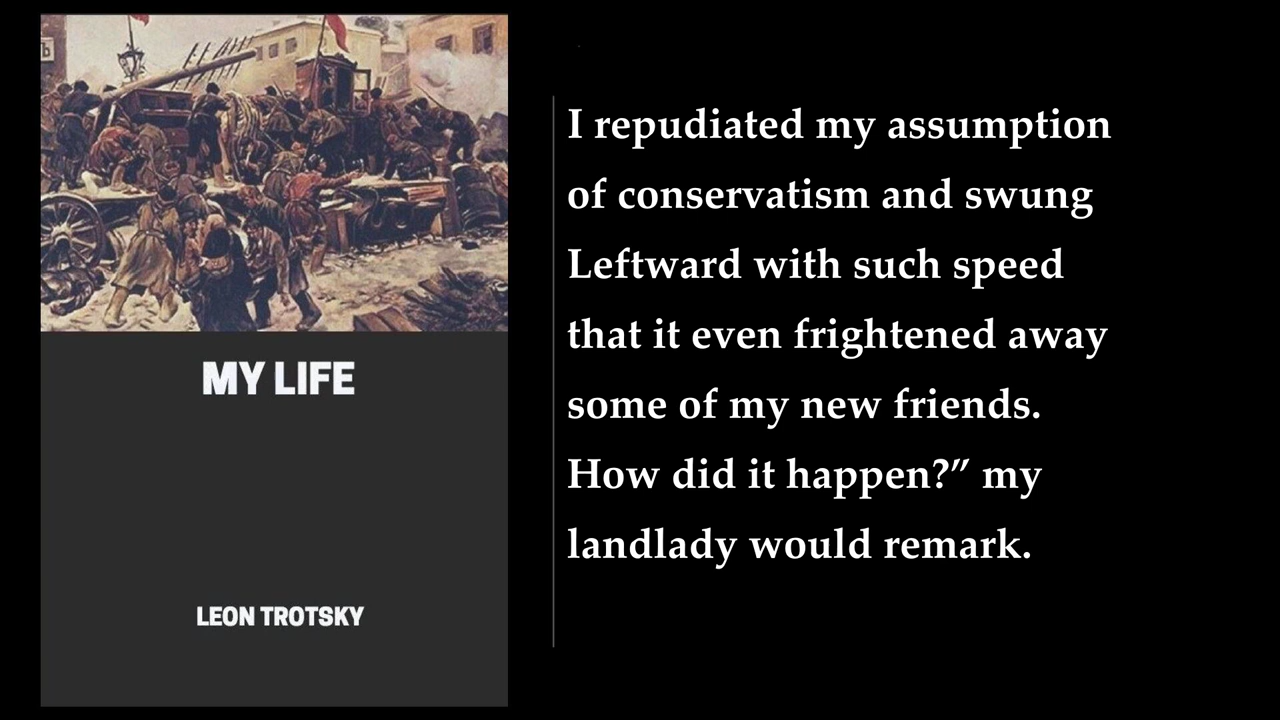 Ъ
MY LIFE
LEON TROTSKY
I repudiated my assumption
of conservatism and swung
Leftward with such speed
that it even frightened away
some of my new friends.
How did it happen?” my
landlady would remark.